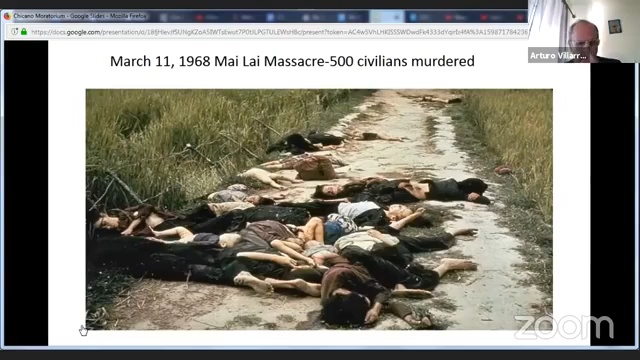 Chicano Moratorium - Google Slides - Mozilla Firefox
Arturo Villarr...
March 11, 1968 Mai Lai Massacre-500 civilians murdered
zoom